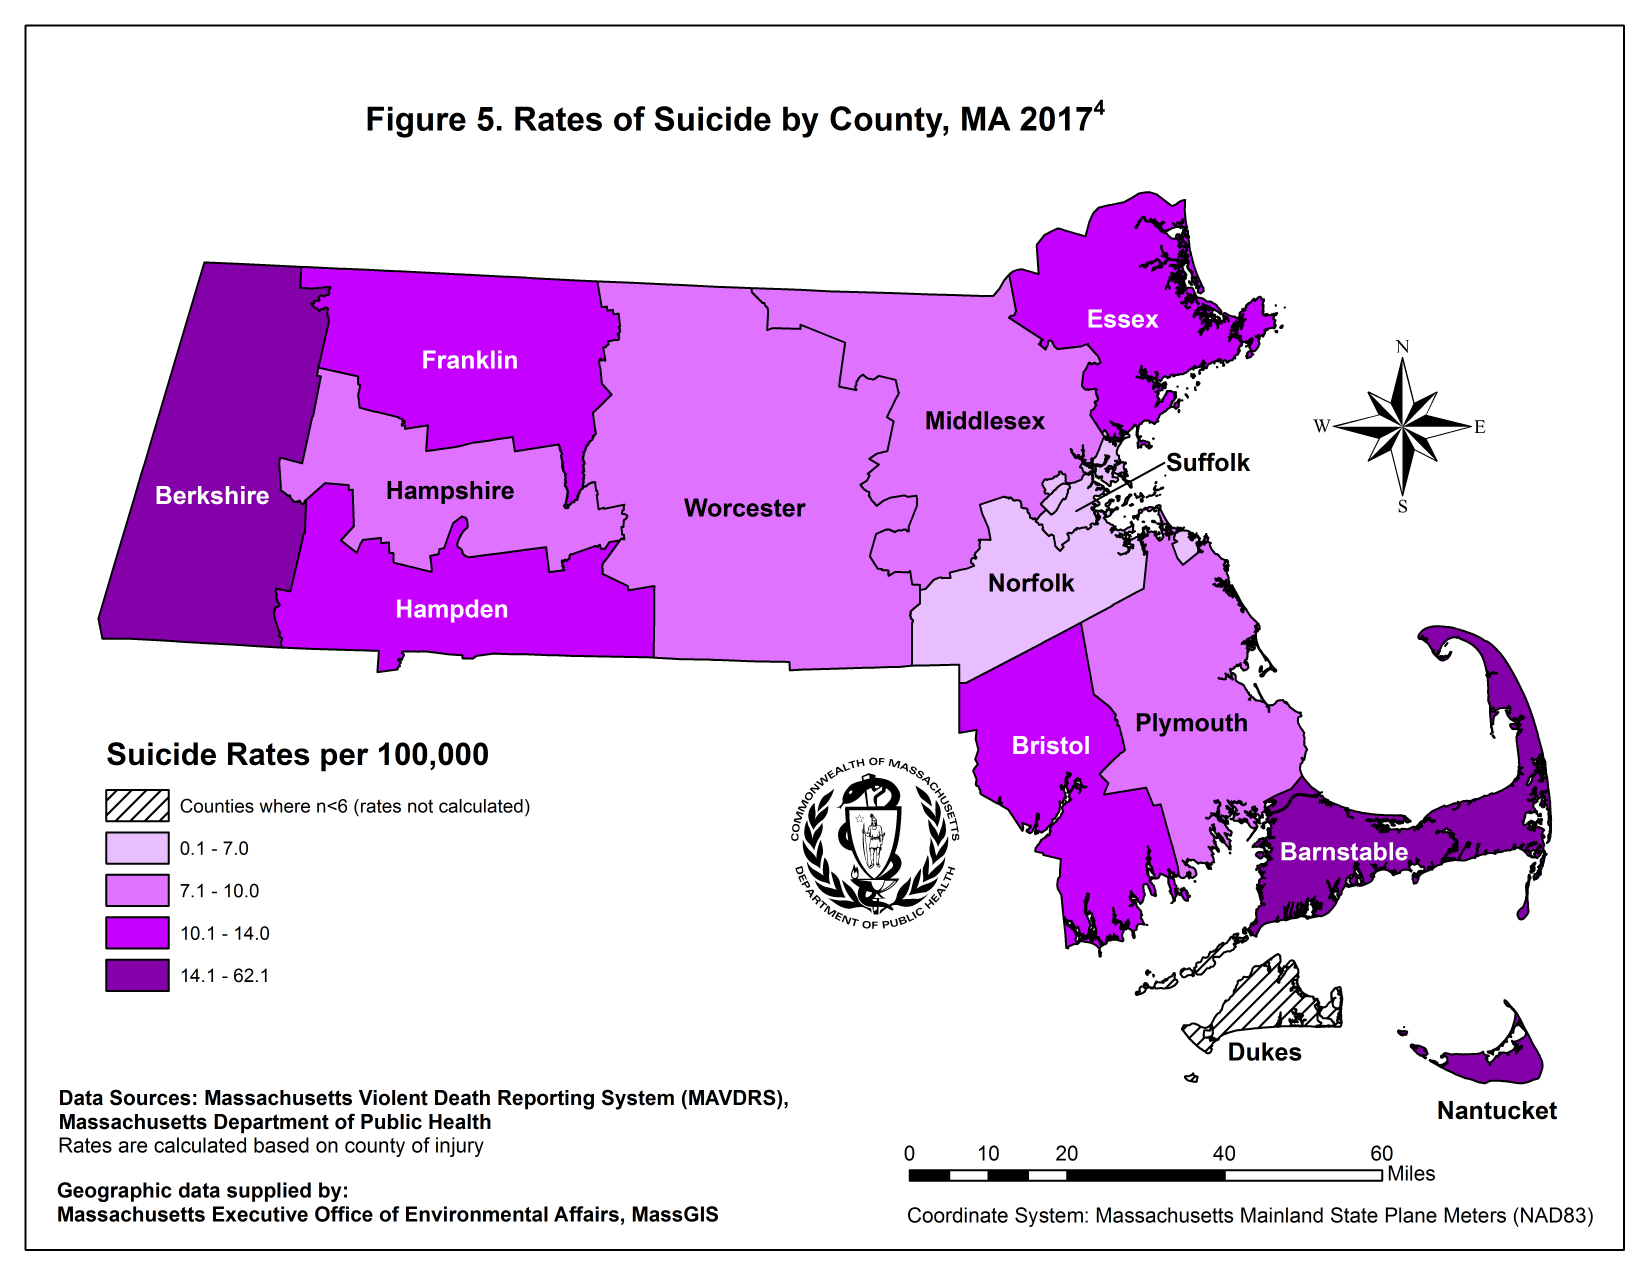 Figure 5. Rates of Suicide by County, MA 2017⁴
Essex
Franklin
N
W
E
S
Middlesex
Suffolk
Berkshire
Hampshire
Worcester
Norfolk
Hampden
Plymouth
Bristol
Barnstable
Dukes
Nantucket
Suicide Rates per 100,000
Counties where n<6 (rates not calculated)
0.1 - 7.0
7.1 - 10.0
10.1 - 14.0
14.1 - 62.1
COMMONWEALTH OF MASSACHUSETTS
DEPARTMENT OF PUBLIC HEALTH
Data Sources: Massachusetts Violent Death Reporting System (MAVDRS),
Massachusetts Department of Public Health
Rates are calculated based on county of injury
Geographic data supplied by:
Massachusetts Executive Office of Environmental Affairs, MassGIS
0 10 20 40 60
Miles
Coordinate System: Massachusetts Mainland State Plane Meters (NAD83)